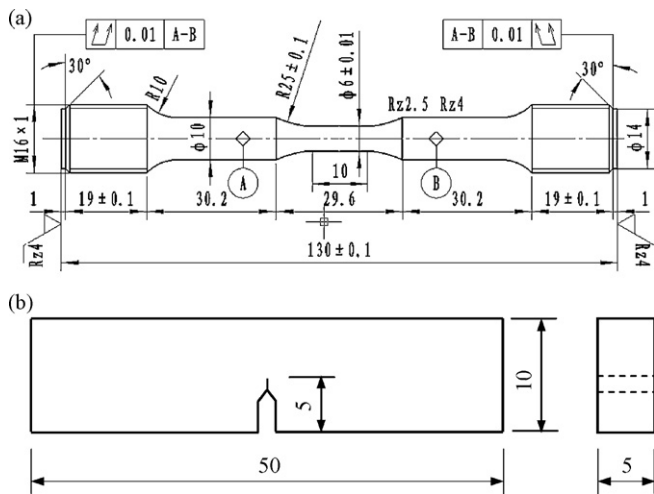 (a)
0.01 A-B
A-B 0.01
30°
R10
R25±0.1
φ6±0.01
Rz2.5 Rz4
30°
M16×1
φ10
A
10
B
φ14
1 19±0.1 30.2 29.6 30.2 19±0.1 1
Rz4
130±0.1
Rz4
(b)
5
10
50
5